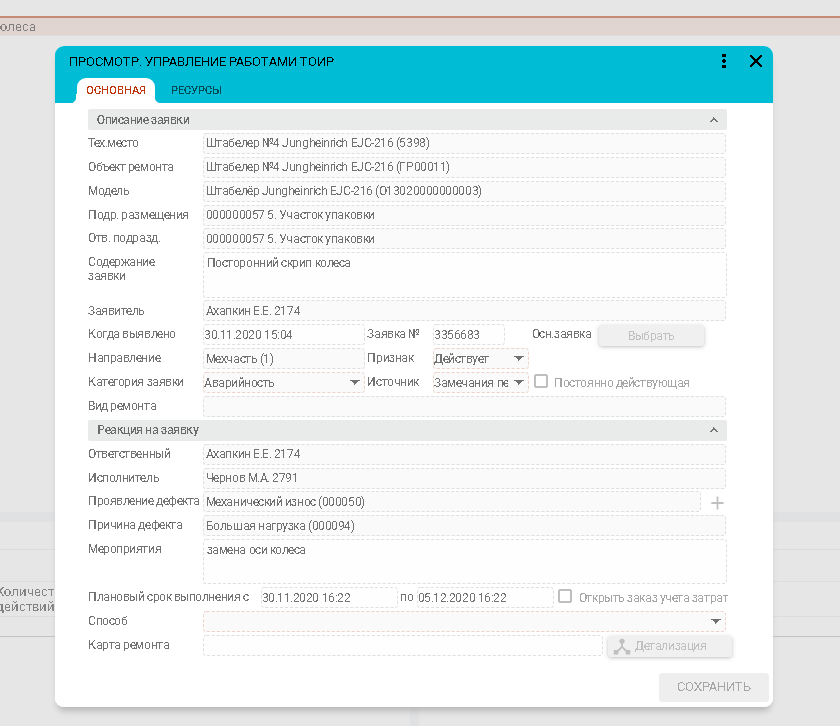 олеса
ПРОСМОТР. УПРАВЛЕНИЕ РАБОТАМИ ТОИР
ОСНОВНАЯ РЕСУРСЫ
Описание заявки
Тех.место Штабелер №4 Jungheinrich EJC-216 (5398)
Объект ремонта Штабелер №4 Jungheinrich EJC-216 (ГР00011)
Модель Штабелёр Jungheinrich EJC-216 (О13020000000003)
Подр. размещения 000000057 5. Участок упаковки
Отв. подразд. 000000057 5. Участок упаковки
Содержание Посторонний скрип колеса
заявки
Заявитель Ахапкин Е.Е. 2174
Когда выявлено 30.11.2020 15:04 Заявка № 3356683 Осн.заявка Выбрать
Направление Мехчасть (1) Признак Действует
Категория заявки Аварийность Источник Замечания пе Постоянно действующая
Вид ремонта
Реакция на заявку
Ответственный Ахапкин Е.Е. 2174
Исполнитель Чернов М.А. 2791
Проявление дефекта Механический износ (000050)
Причина дефекта Большая нагрузка (000094)
Мероприятия замена оси колеса
Количест
действий
Плановый срок выполнения с 30.11.2020 16:22 по 05.12.2020 16:22 Открыть заказ учета затрат
Способ
Карта ремонта Детализация
СОХРАНИТЬ